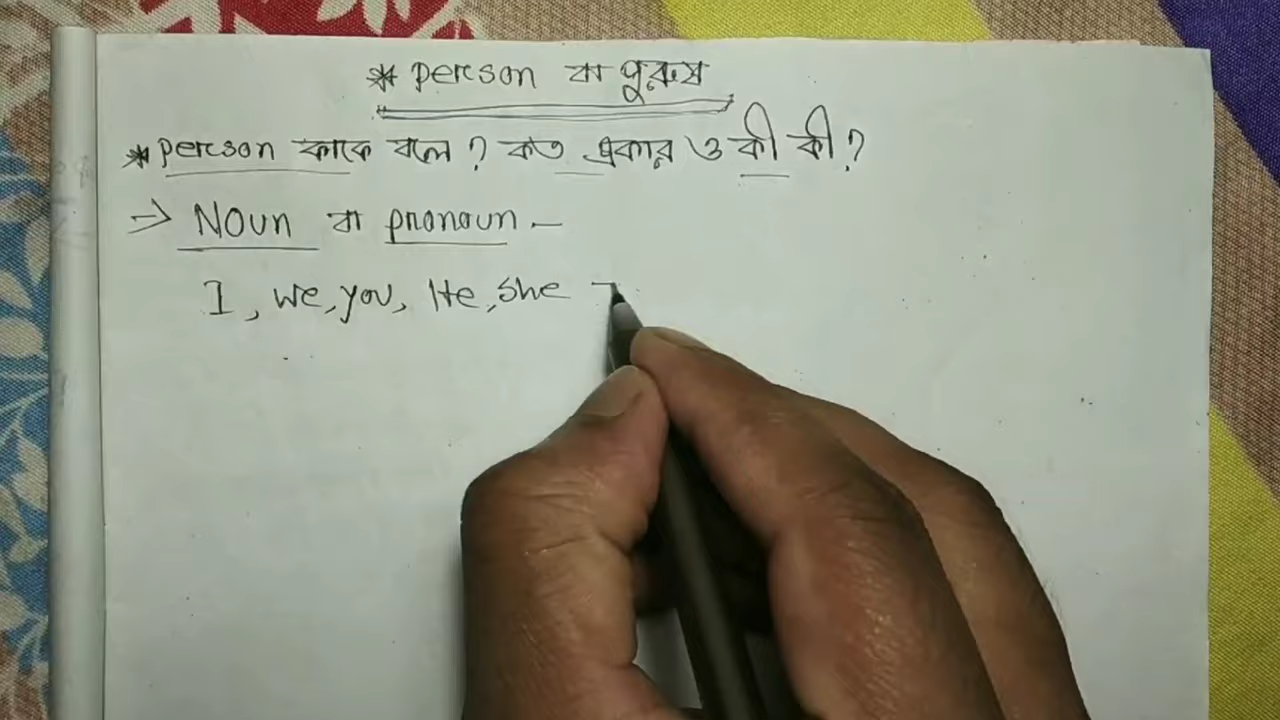 * person বা পুরুষ
* person কাকে বলে ? কত প্রকার ও কী কী ?
⇒ Noun বা pronoun —
I, we, you, He, she